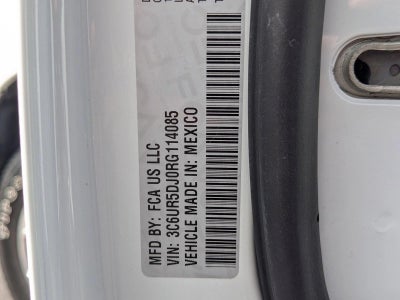 MFD BY: FCA US LLC
VIN: 3C6UR5DJ0RG114085
VEHICLE MADE IN: MEXICO